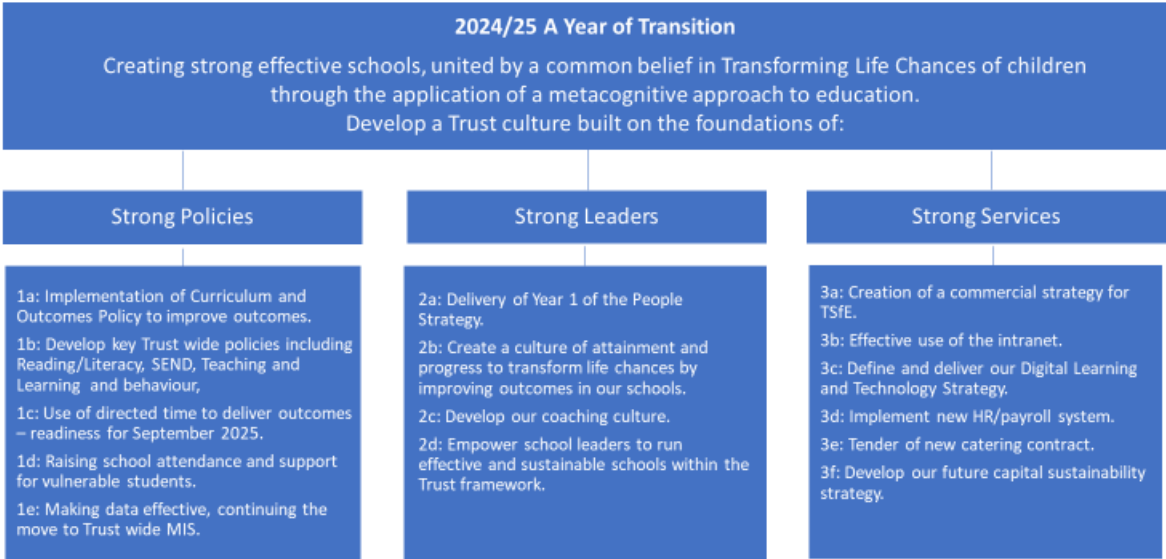 2024/25 A Year of Transition
Creating strong effective schools, united by a common belief in Transforming Life Chances of children
through the application of a metacognitive approach to education.
Develop a Trust culture built on the foundations of:
Strong Policies
1a: Implementation of Curriculum and
Outcomes Policy to improve outcomes.
1b: Develop key Trust wide policies including
Reading/Literacy, SEND, Teaching and
Learning and behaviour,
1c: Use of directed time to deliver outcomes
– readiness for September 2025.
1d: Raising school attendance and support
for vulnerable students.
1e: Making data effective, continuing the
move to Trust wide MIS.
Strong Leaders
2a: Delivery of Year 1 of the People
Strategy.
2b: Create a culture of attainment and
progress to transform life chances by
improving outcomes in our schools.
2c: Develop our coaching culture.
2d: Empower school leaders to run
effective and sustainable schools within the
Trust framework.
Strong Services
3a: Creation of a commercial strategy for
TSfE.
3b: Effective use of the intranet.
3c: Define and deliver our Digital Learning
and Technology Strategy.
3d: Implement new HR/payroll system.
3e: Tender of new catering contract.
3f: Develop our future capital sustainability
strategy.